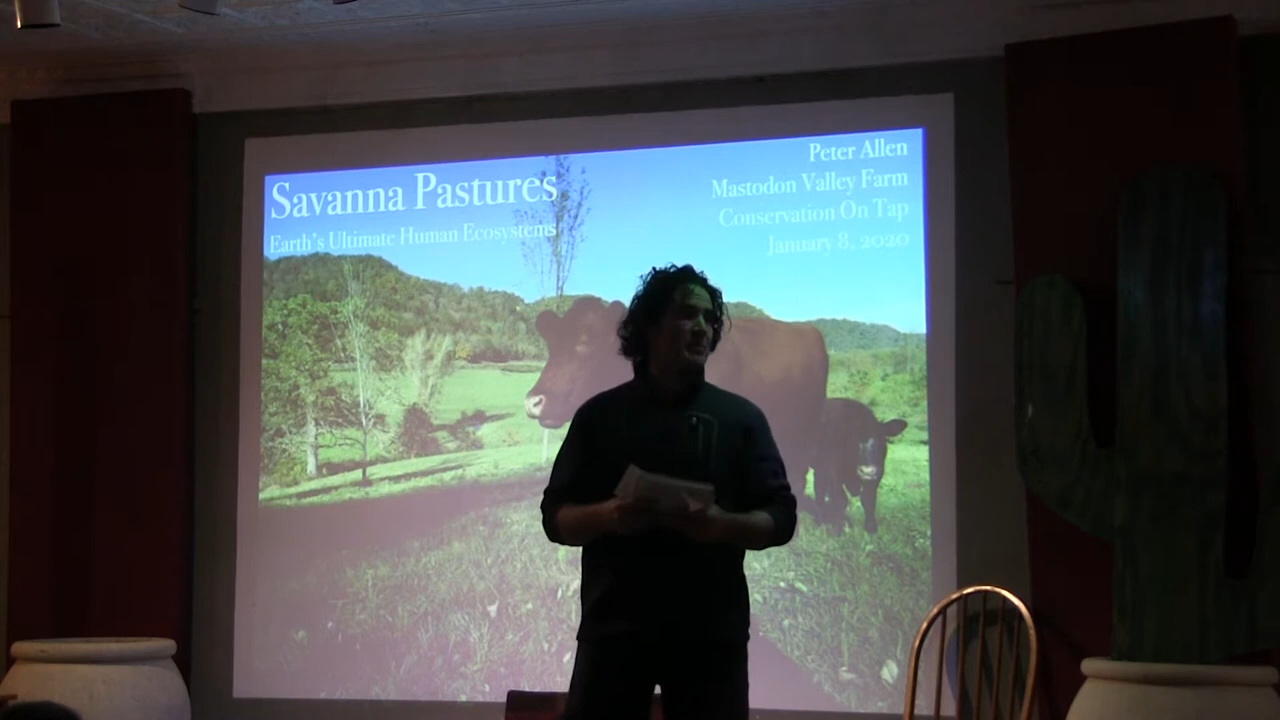 Savanna Pastures
Earth's Ultimate Human Ecosystems
Peter Allen
Mastodon Valley Farm
Conservation On Tap
January 8, 2020